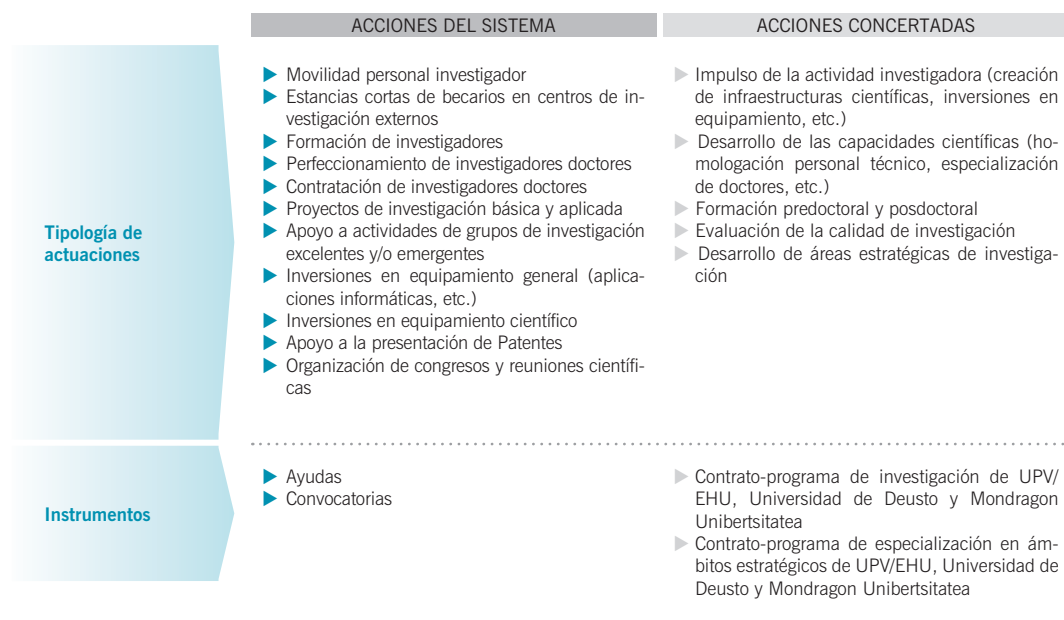 ACCIONES DEL SISTEMA
ACCIONES CONCERTADAS
Tipología de
actuaciones
Movilidad personal investigador
Estancias cortas de becarios en centros de in-
vestigación externos
Formación de investigadores
Perfeccionamiento de investigadores doctores
Contratación de investigadores doctores
Proyectos de investigación básica y aplicada
Apoyo a actividades de grupos de investigación
excelentes y/o emergentes
Inversiones en equipamiento general (aplica-
ciones informáticas, etc.)
Inversiones en equipamiento científico
Apoyo a la presentación de Patentes
Organización de congresos y reuniones científi-
cas
Impulso de la actividad investigadora (creación
de infraestructuras científicas, inversiones en
equipamiento, etc.)
Desarrollo de las capacidades científicas (ho-
mologación personal técnico, especialización
de doctores, etc.)
Formación predoctoral y posdoctoral
Evaluación de la calidad de investigación
Desarrollo de áreas estratégicas de investiga-
ción
Instrumentos
Ayudas
Convocatorias
Contrato-programa de investigación de UPV/
EHU, Universidad de Deusto y Mondragon
Unibertsitatea
Contrato-programa de especialización en ám-
bitos estratégicos de UPV/EHU, Universidad de
Deusto y Mondragon Unibertsitatea